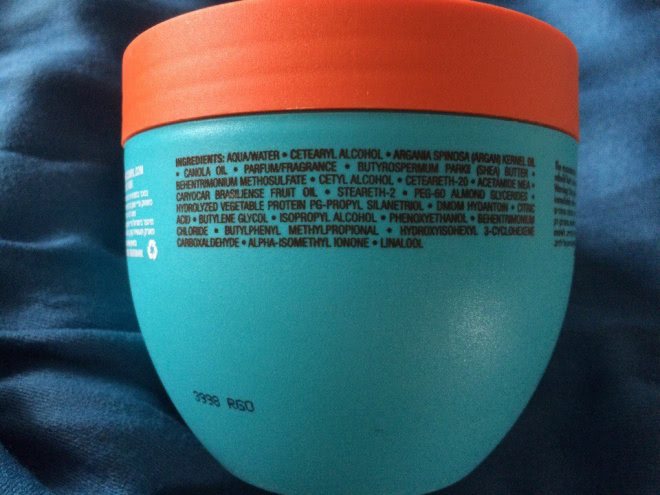 INGREDIENTS: AQUA/WATER • CETEARYL ALCOHOL • ARGANIA SPINOSA (ARGAN) KERNEL OIL
• CANOLA OIL • PARFUM/FRAGRANCE • BUTYROSPERMUM PARKII (SHEA) BUTTER •
BEHENTRIMONIUM METHOSULFATE • CETYL ALCOHOL • CETEARETH-20 • ACETAMIDE MEA •
CARYOCAR BRASILIENSE FRUIT OIL • STEARETH-2 • PEG-60 ALMOND GLYCERIDES •
HYDROLYZED VEGETABLE PROTEIN PG-PROPYL SILANETRIOL • DMDM HYDANTOIN • CITRIC
ACID • BUTYLENE GLYCOL • ISOPROPYL ALCOHOL • PHENOXYETHANOL • BEHENTRIMONIUM
CHLORIDE • BUTYLPHENYL METHYLPROPIONAL • HYDROXYISOHEXYL 3-CYCLOHEXENE
CARBOXALDEHYDE • ALPHA-ISOMETHYL IONONE • LINALOOL
3998 RGO